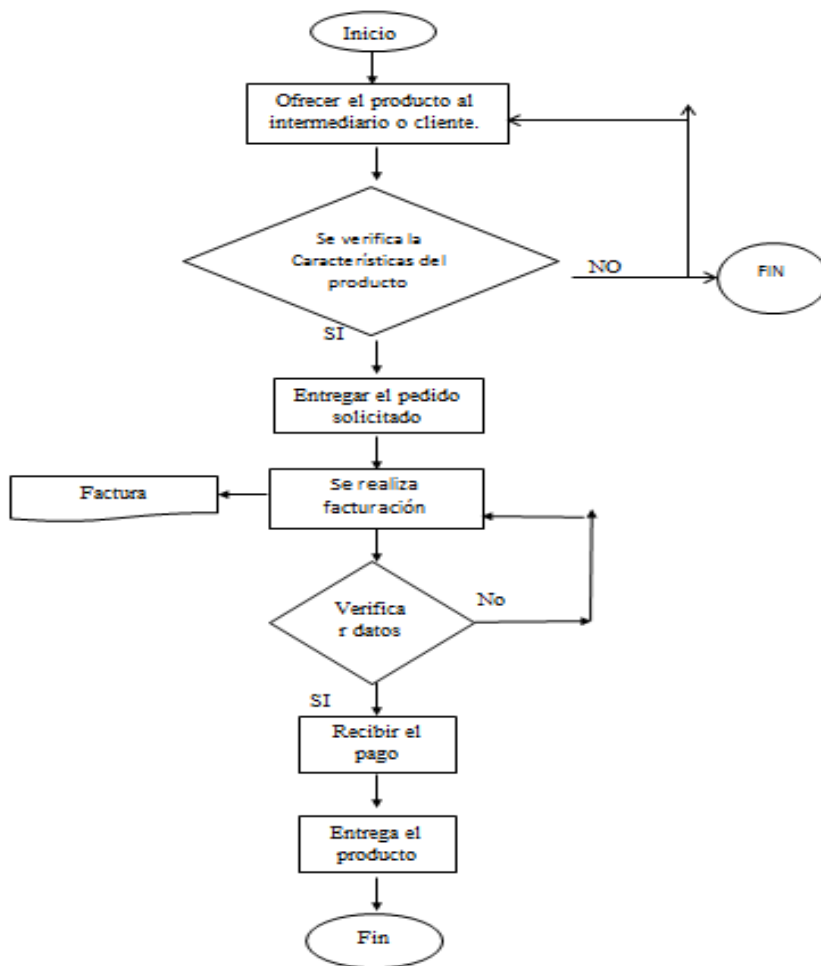 Inicio
Ofrecer el producto al
intermediario o cliente.
Se verifica la
Características del
producto
NO
FIN
SI
Entregar el pedido
solicitado
Factura
Se realiza
facturación
Verifica
r datos
No
SI
Recibir el
pago
Entrega el
producto
Fin